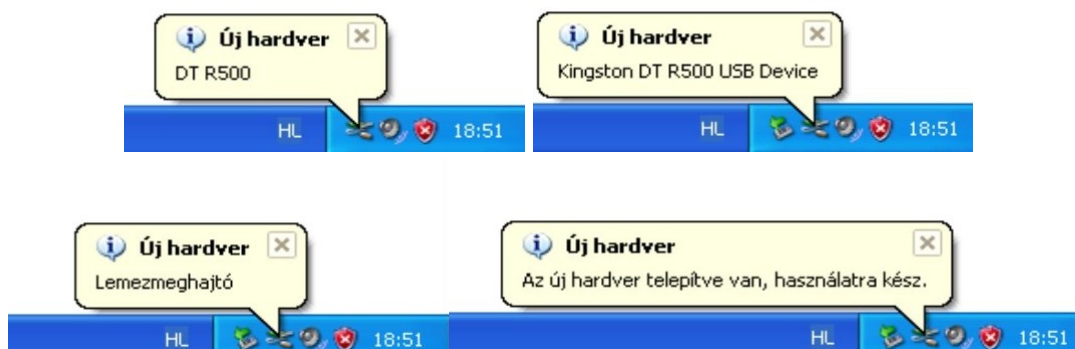 Új hardver
DT R500
HL 18:51
Új hardver
Kingston DT R500 USB Device
HL 18:51
Új hardver
Lemezmeghajtó
HL 18:51
Új hardver
Az új hardver telepítve van, használatra kész.
HL 18:51